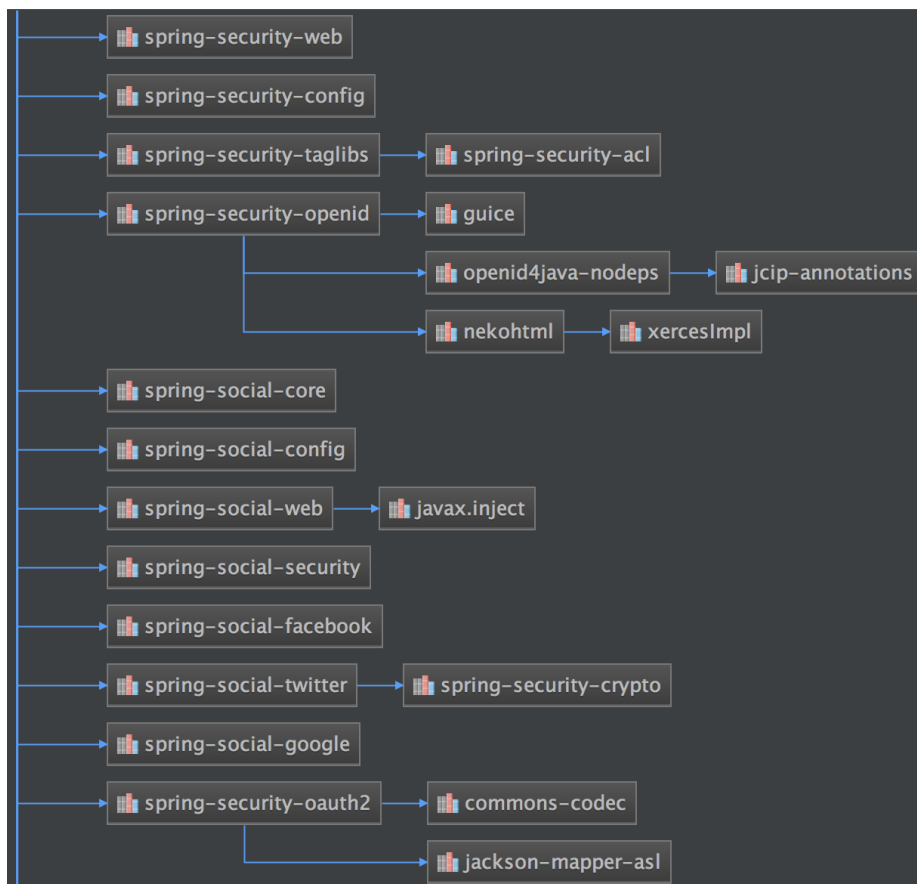 spring-security-web
spring-security-config
spring-security-taglibs spring-security-acl
spring-security-openid guice
openid4java-nodeps jcip-annotations
nekohtml xercesImpl
spring-social-core
spring-social-config
spring-social-web javax.inject
spring-social-security
spring-social-facebook
spring-social-twitter spring-security-crypto
spring-social-google
spring-security-oauth2 commons-codec
jackson-mapper-asl